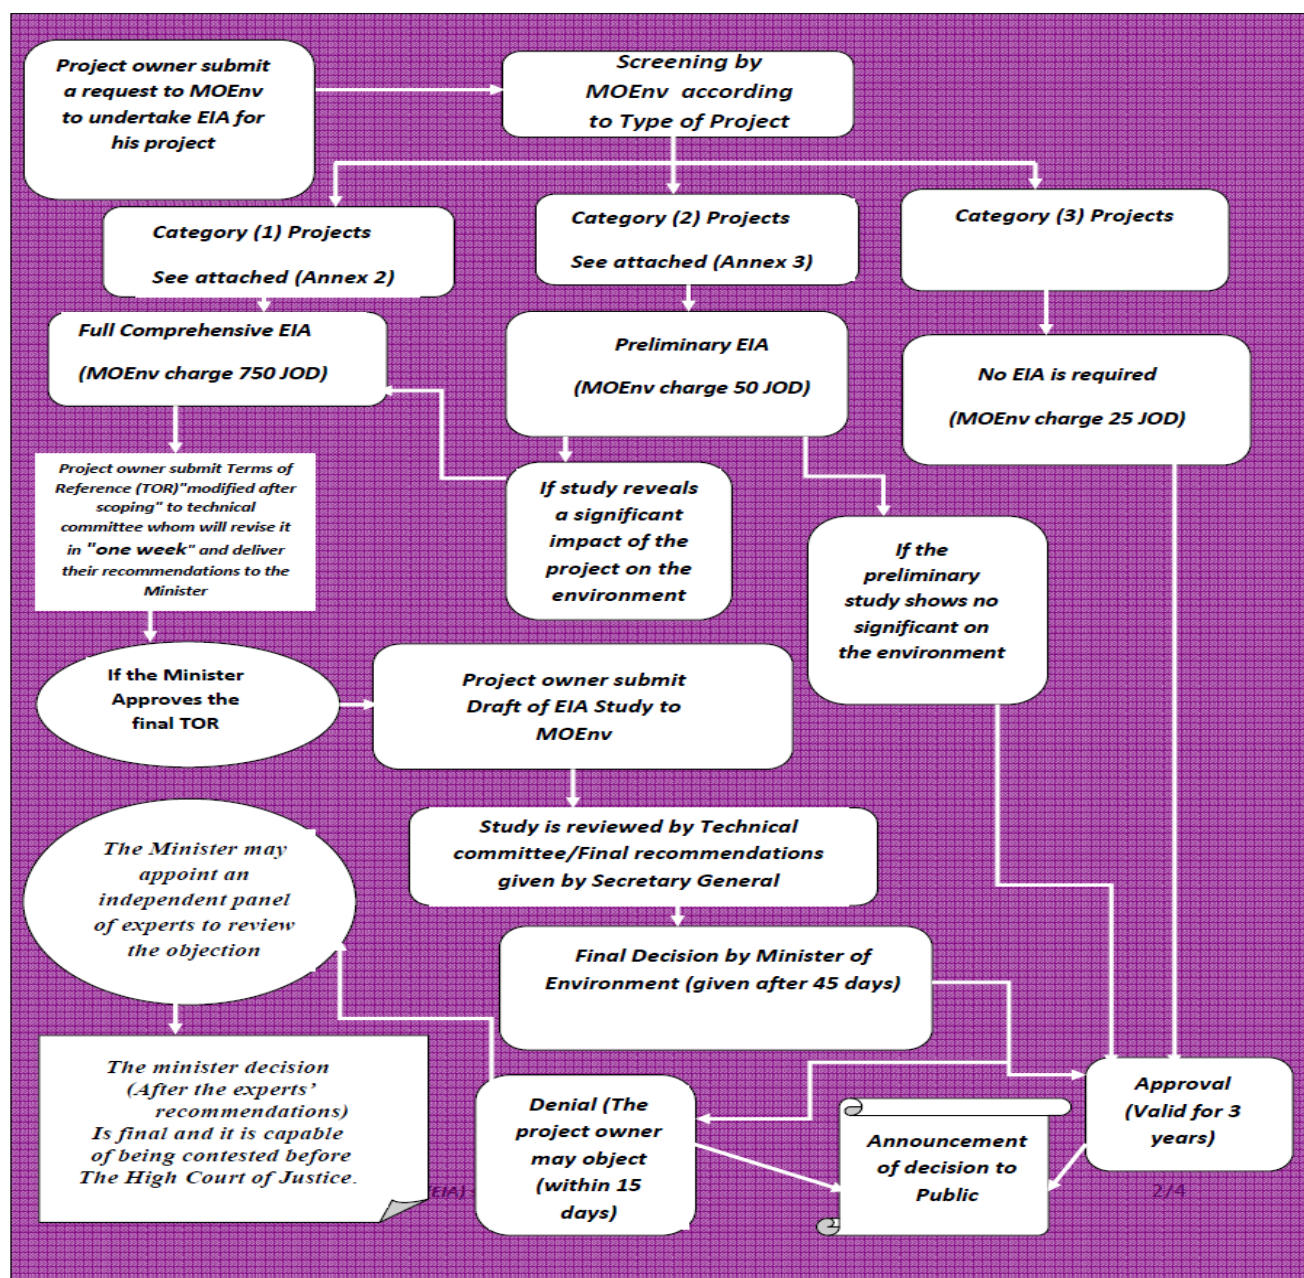 Project owner submit
a request to MOEnv
to undertake EIA for
his project
Screening by
MOEnv according
to Type of Project
Category (1) Projects
See attached (Annex 2)
Category (2) Projects
See attached (Annex 3)
Category (3) Projects
Full Comprehensive EIA
(MOEnv charge 750 JOD)
Preliminary EIA
(MOEnv charge 50 JOD)
No EIA is required
(MOEnv charge 25 JOD)
Project owner submit Terms of
Reference (TOR)"modified after
scoping" to technical
committee whom will revise it
in "one week" and deliver
their recommendations to the
Minister
If study reveals
a significant
impact of the
project on the
environment
If the
preliminary
study shows no
significant on
the environment
If the Minister
Approves the
final TOR
Project owner submit
Draft of EIA Study to
MOEnv
Study is reviewed by Technical
committee/Final recommendations
given by Secretary General
The Minister may
appoint an
independent panel
of experts to review
the objection
Final Decision by Minister of
Environment (given after 45 days)
The minister decision
(After the experts’
recommendations)
Is final and it is capable
of being contested before
The High Court of Justice.
Denial (The
project owner
may object
(within 15
days)
Announcement
of decision to
Public
Approval
(Valid for 3
years)
(EIA) s
2/4